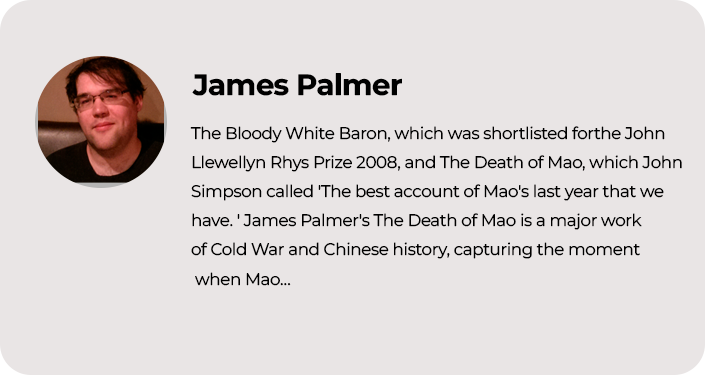 James Palmer
The Bloody White Baron, which was shortlisted forthe John
Llewellyn Rhys Prize 2008, and The Death of Mao, which John
Simpson called 'The best account of Mao's last year that we
have. ' James Palmer's The Death of Mao is a major work
of Cold War and Chinese history, capturing the moment
when Mao...